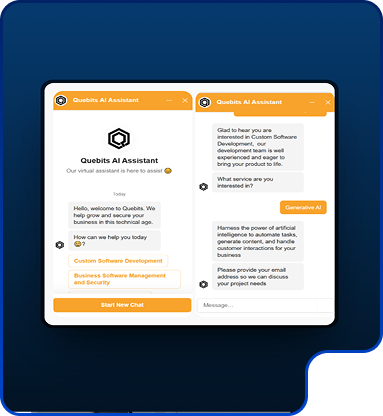 Quebits AI Assistant
Quebits AI Assistant
Our virtual assistant is here to assist
Today
Hello, welcome to Quebits. We
help grow and secure your
business in this technical age.
How can we help you today
?
Custom Software Development
Business Software Management
and Security
Start New Chat
Quebits AI Assistant
Glad to hear you are
interested in Custom Software
Development, our
development team is well
experienced and eager to
bring your product to life.
What service are you
interested in?
Generative AI
Harness the power of artificial
intelligence to automate tasks,
generate content, and handle
customer interactions for your
business
Please provide your email
address so we can discuss
your project needs
Message...